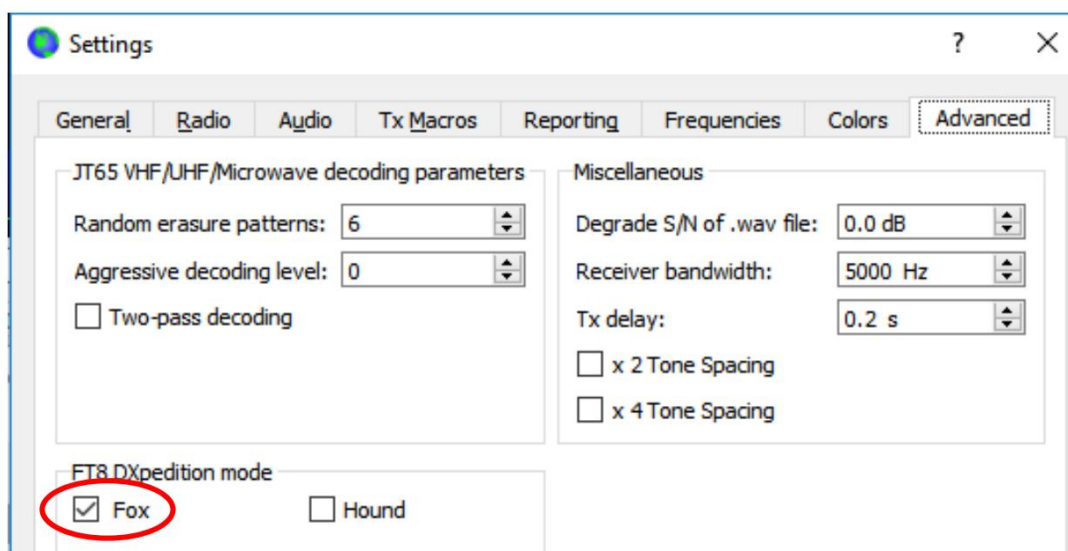 Settings
General Radio Audio Tx Macros Reporting Frequencies Colors Advanced
JT65 VHF/UHF/Microwave decoding parameters
Random erasure patterns: 6
Aggressive decoding level: 0
Two-pass decoding
Miscellaneous
Degrade S/N of .wav file: 0.0 dB
Receiver bandwidth: 5000 Hz
Tx delay: 0.2 s
x 2 Tone Spacing
x 4 Tone Spacing
FT8 DXpedition mode
Fox Hound